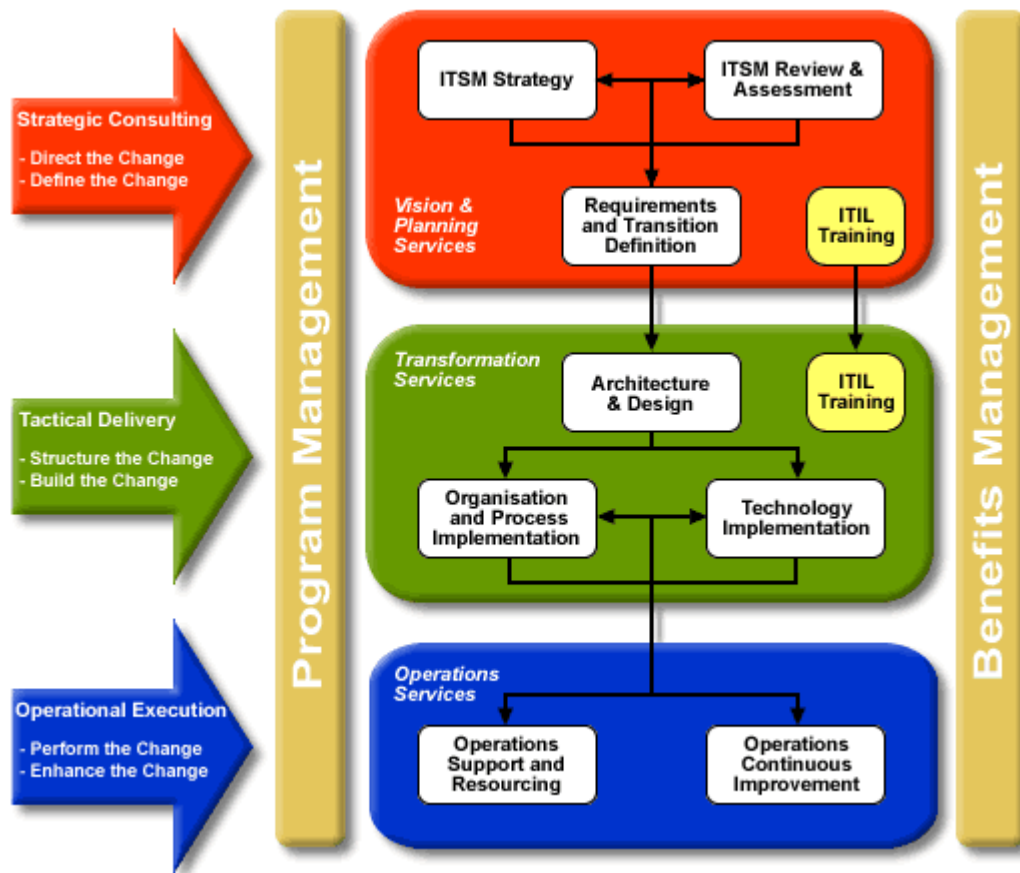 Strategic Consulting
- Direct the Change
- Define the Change
Tactical Delivery
- Structure the Change
- Build the Change
Operational Execution
- Perform the Change
- Enhance the Change
Program Management
ITSM Strategy
ITSM Review &
Assessment
Vision &
Planning
Services
Requirements
and Transition
Definition
ITIL
Training
Transformation
Services
Architecture
& Design
ITIL
Training
Organisation
and Process
Implementation
Technology
Implementation
Operations
Services
Operations
Support and
Resourcing
Operations
Continuous
Improvement
Benefits Management